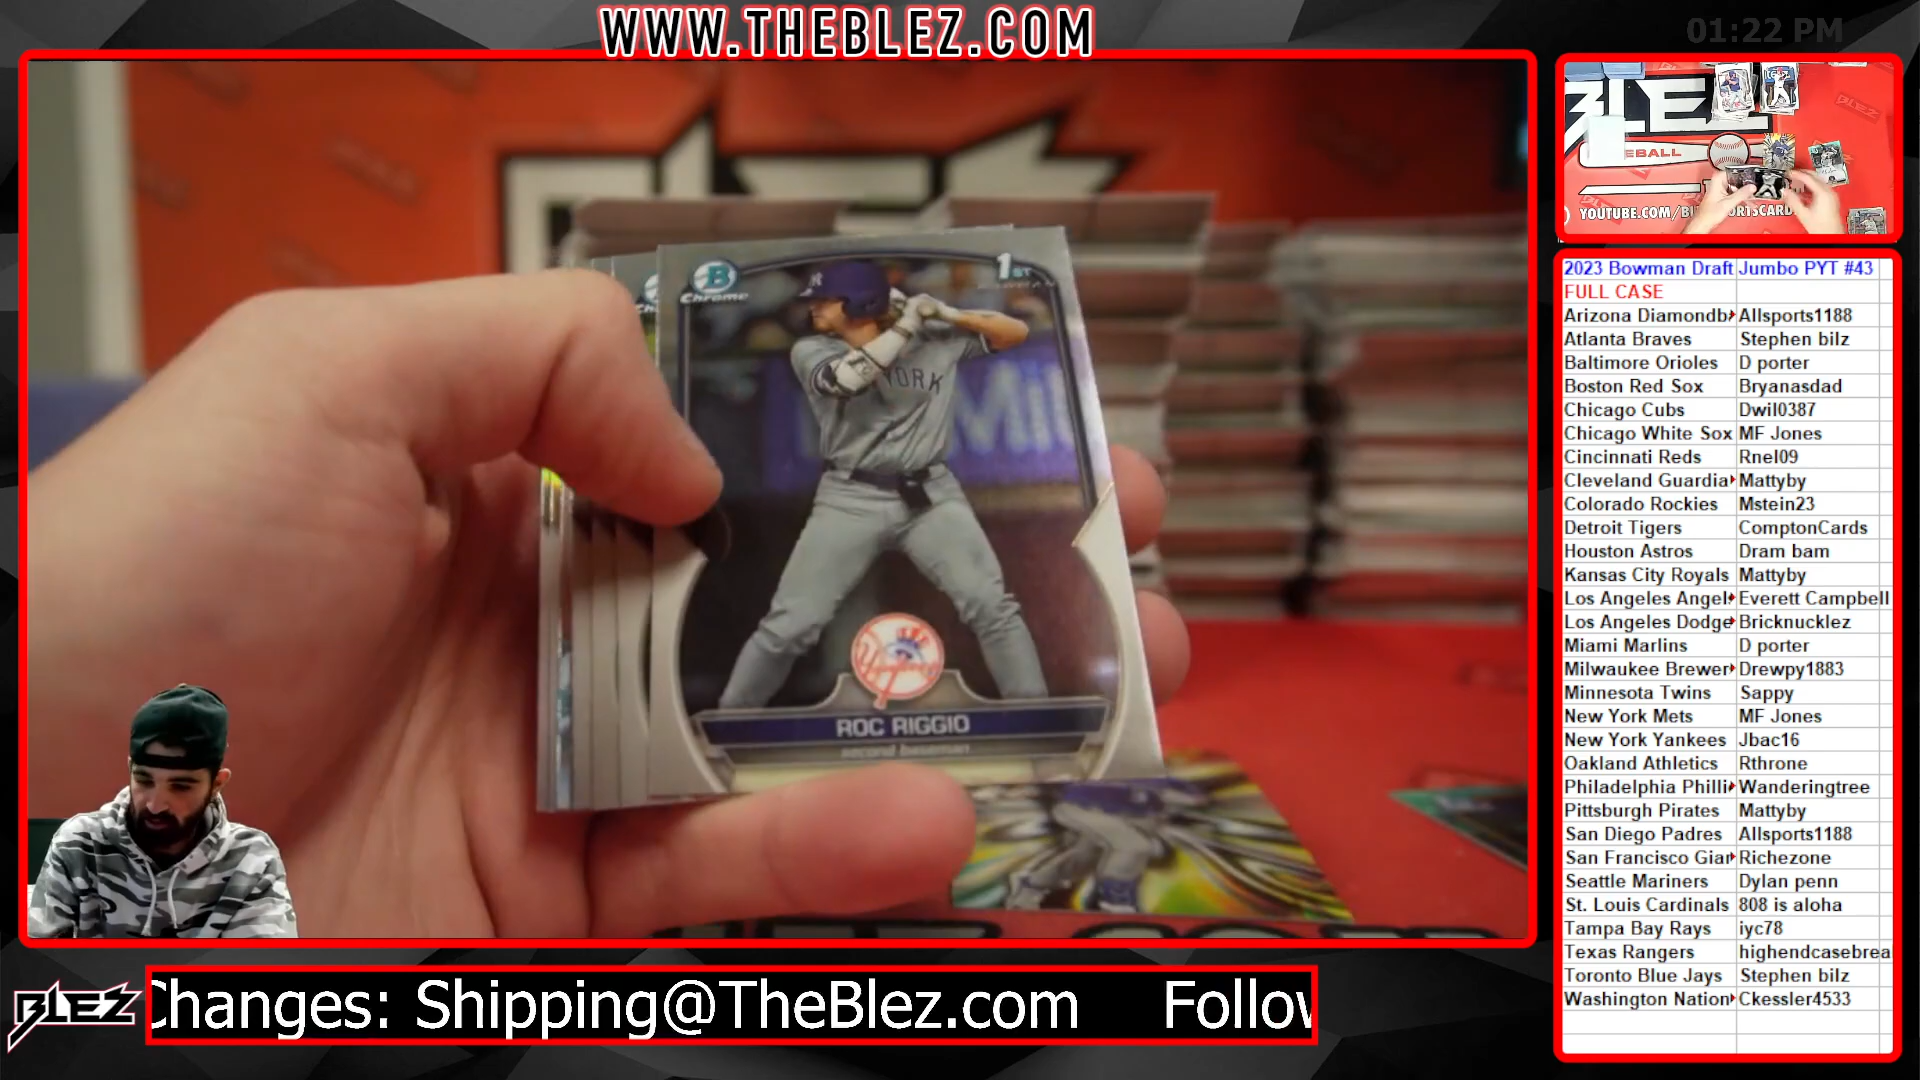 WWW.THEBLEZ.COM
01:22 PM
BLEZ
EBALL
B
Chrome
1ST
YORK
ROC RIGGIO
second baseman
2023 Bowman Draft Jumbo PYT #43
FULL CASE
Arizona Diamondb Allsports1188
Atlanta Braves Stephen bilz
Baltimore Orioles D porter
Boston Red Sox Bryanasdad
Chicago Cubs Dwil0387
Chicago White Sox MF Jones
Cincinnati Reds Rnel09
Cleveland Guardia Mattyby
Colorado Rockies Mstein23
Detroit Tigers ComptonCards
Houston Astros Dram bam
Kansas City Royals Mattyby
Los Angeles Angel Everett Campbell
Los Angeles Dodge Bricknucklez
Miami Marlins D porter
Milwaukee Brewer Drewpy1883
Minnesota Twins Sappy
New York Mets MF Jones
New York Yankees Jbac16
Oakland Athletics Rthrone
Philadelphia Philli Wanderingtree
Pittsburgh Pirates Mattyby
San Diego Padres Allsports1188
San Francisco Gian Richezone
Seattle Mariners Dylan penn
St. Louis Cardinals 808 is aloha
Tampa Bay Rays iyc78
Texas Rangers highendcasebrea
Toronto Blue Jays Stephen bilz
Washington Nation Ckessler4533
BLEZ
Changes: Shipping@TheBlez.com Follow